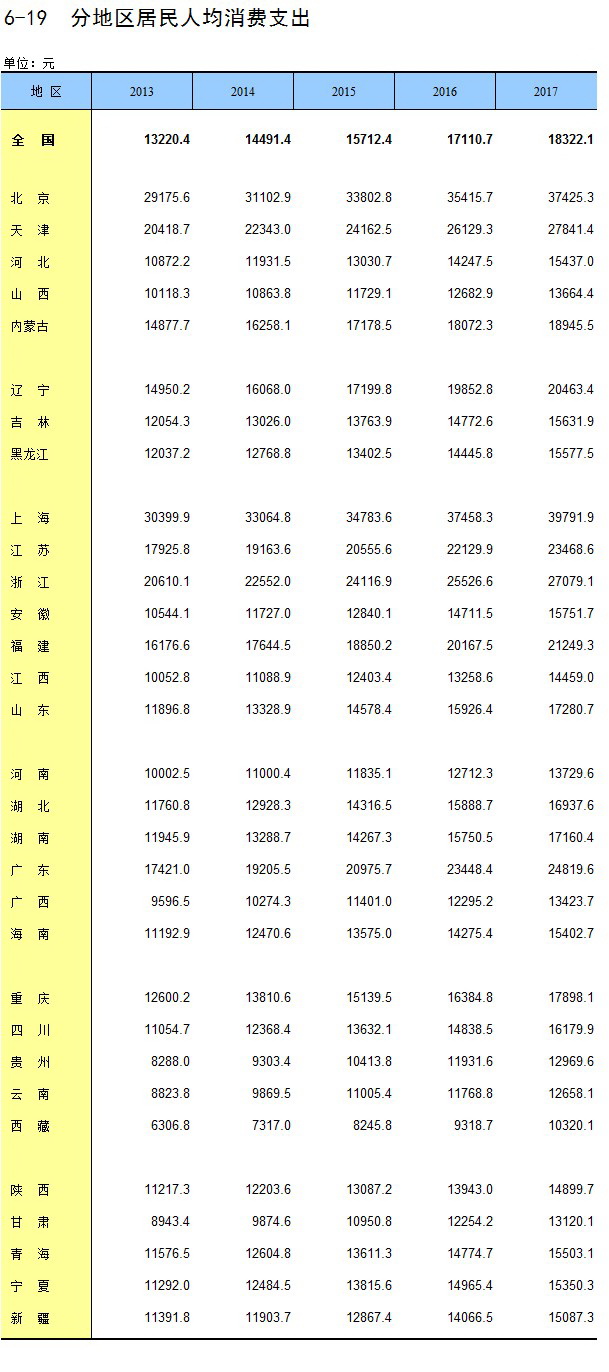 6-19 分地区居民人均消费支出
单位：元
地 区 2013 2014 2015 2016 2017
全 国 13220.4 14491.4 15712.4 17110.7 18322.1
北 京 29175.6 31102.9 33802.8 35415.7 37425.3
天 津 20418.7 22343.0 24162.5 26129.3 27841.4
河 北 10872.2 11931.5 13030.7 14247.5 15437.0
山 西 10118.3 10863.8 11729.1 12682.9 13664.4
内蒙古 14877.7 16258.1 17178.5 18072.3 18945.5
辽 宁 14950.2 16068.0 17199.8 19852.8 20463.4
吉 林 12054.3 13026.0 13763.9 14772.6 15631.9
黑龙江 12037.2 12768.8 13402.5 14445.8 15577.5
上 海 30399.9 33064.8 34783.6 37458.3 39791.9
江 苏 17925.8 19163.6 20555.6 22129.9 23468.6
浙 江 20610.1 22552.0 24116.9 25526.6 27079.1
安 徽 10544.1 11727.0 12840.1 14711.5 15751.7
福 建 16176.6 17644.5 18850.2 20167.5 21249.3
江 西 10052.8 11088.9 12403.4 13258.6 14459.0
山 东 11896.8 13328.9 14578.4 15926.4 17280.7
河 南 10002.5 11000.4 11835.1 12712.3 13729.6
湖 北 11760.8 12928.3 14316.5 15888.7 16937.6
湖 南 11945.9 13288.7 14267.3 15750.5 17160.4
广 东 17421.0 19205.5 20975.7 23448.4 24819.6
广 西 9596.5 10274.3 11401.0 12295.2 13423.7
海 南 11192.9 12470.6 13575.0 14275.4 15402.7
重 庆 12600.2 13810.6 15139.5 16384.8 17898.1
四 川 11054.7 12368.4 13632.1 14838.5 16179.9
贵 州 8288.0 9303.4 10413.8 11931.6 12969.6
云 南 8823.8 9869.5 11005.4 11768.8 12658.1
西 藏 6306.8 7317.0 8245.8 9318.7 10320.1
陕 西 11217.3 12203.6 13087.2 13943.0 14899.7
甘 肃 8943.4 9874.6 10950.8 12254.2 13120.1
青 海 11576.5 12604.8 13611.3 14774.7 15503.1
宁 夏 11292.0 12484.5 13815.6 14965.4 15350.3
新 疆 11391.8 11903.7 12867.4 14066.5 15087.3